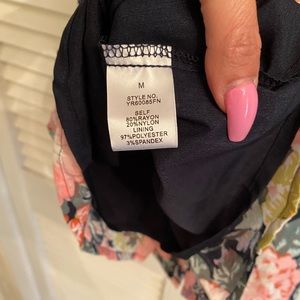 M
STYLE NO.
YR60085FN
SELF
80%RAYON
20%NYLON
LINING
97%POLYESTER
3%SPANDEX